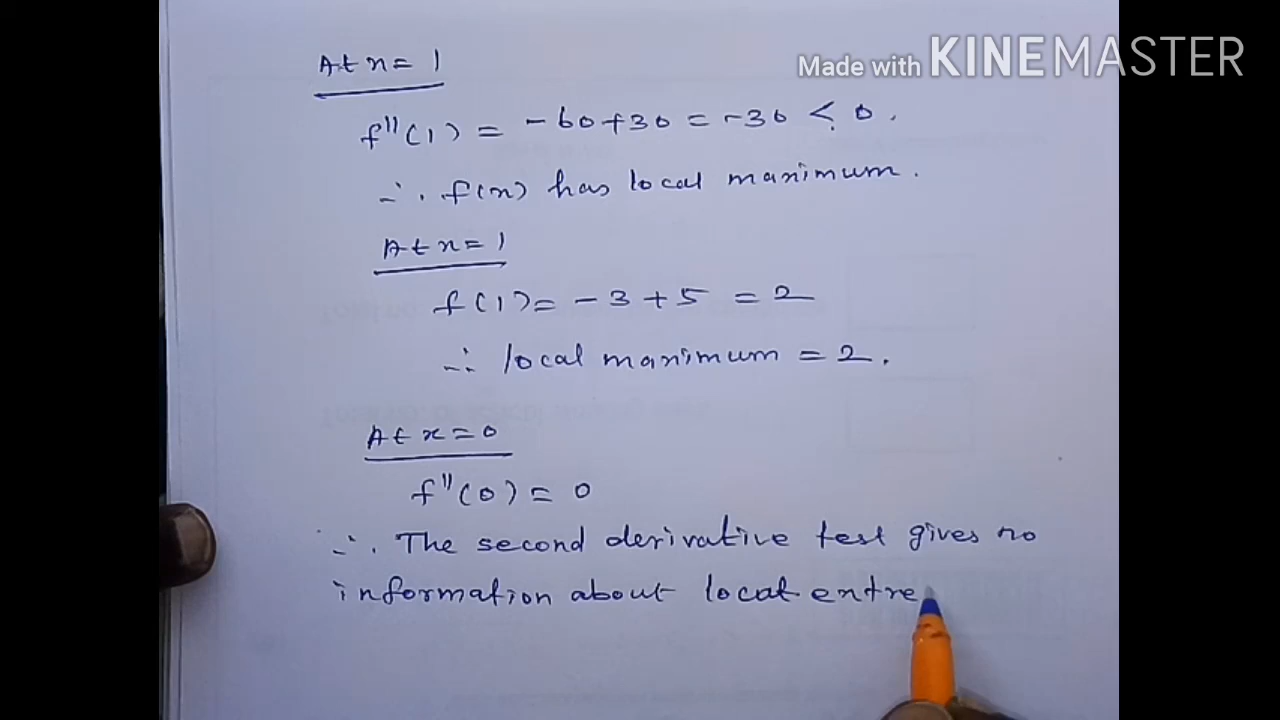 Made with KINEMASTER
At x = 1
f''(1) = -60+30 = -30 < 0.
∴ f(x) has local maximum.
At x = 1
f(1) = -3 + 5 = 2
∴ local maximum = 2.
At x = 0
f''(0) = 0
∴ The second derivative test gives no
information about local extre